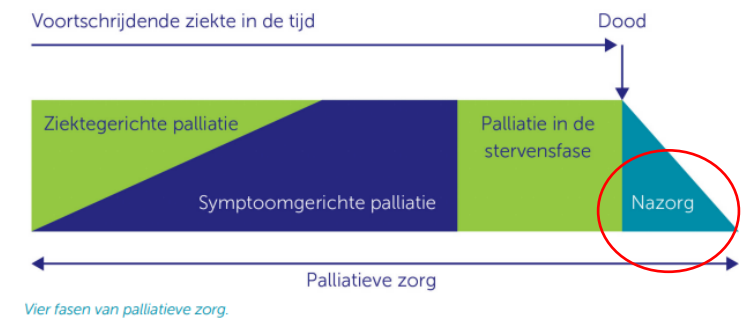 Voortschrijdende ziekte in de tijd
Dood
Ziektegerichte palliatie
Palliatie in de
stervensfase
Symptoomgerichte palliatie
Nazorg
Palliatieve zorg
Vier fasen van palliatieve zorg.